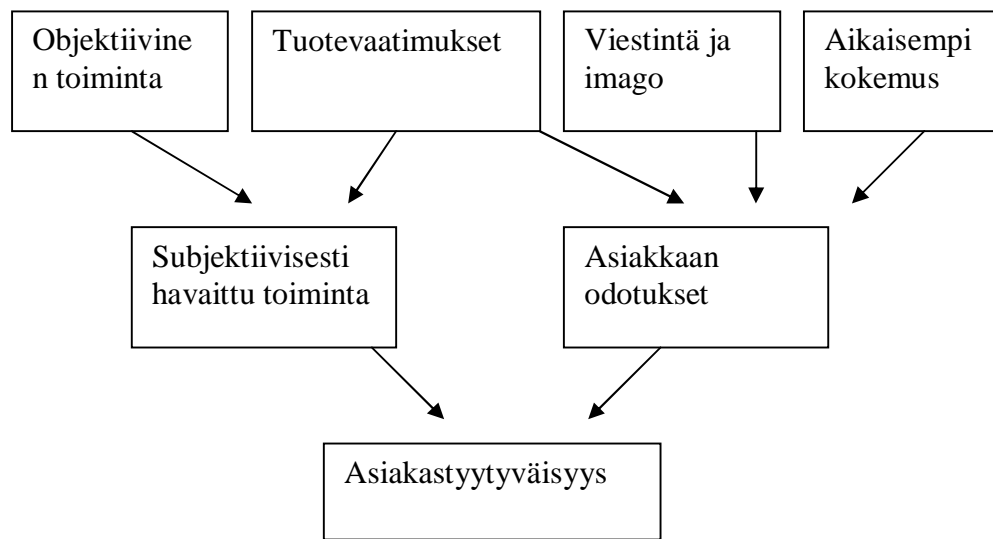 Objektiivine
n toiminta
Tuotevaatimukset
Viestintä ja
imago
Aikaisempi
kokemus
Subjektiivisesti
havaittu toiminta
Asiakkaan
odotukset
Asiakastyytyväisyys